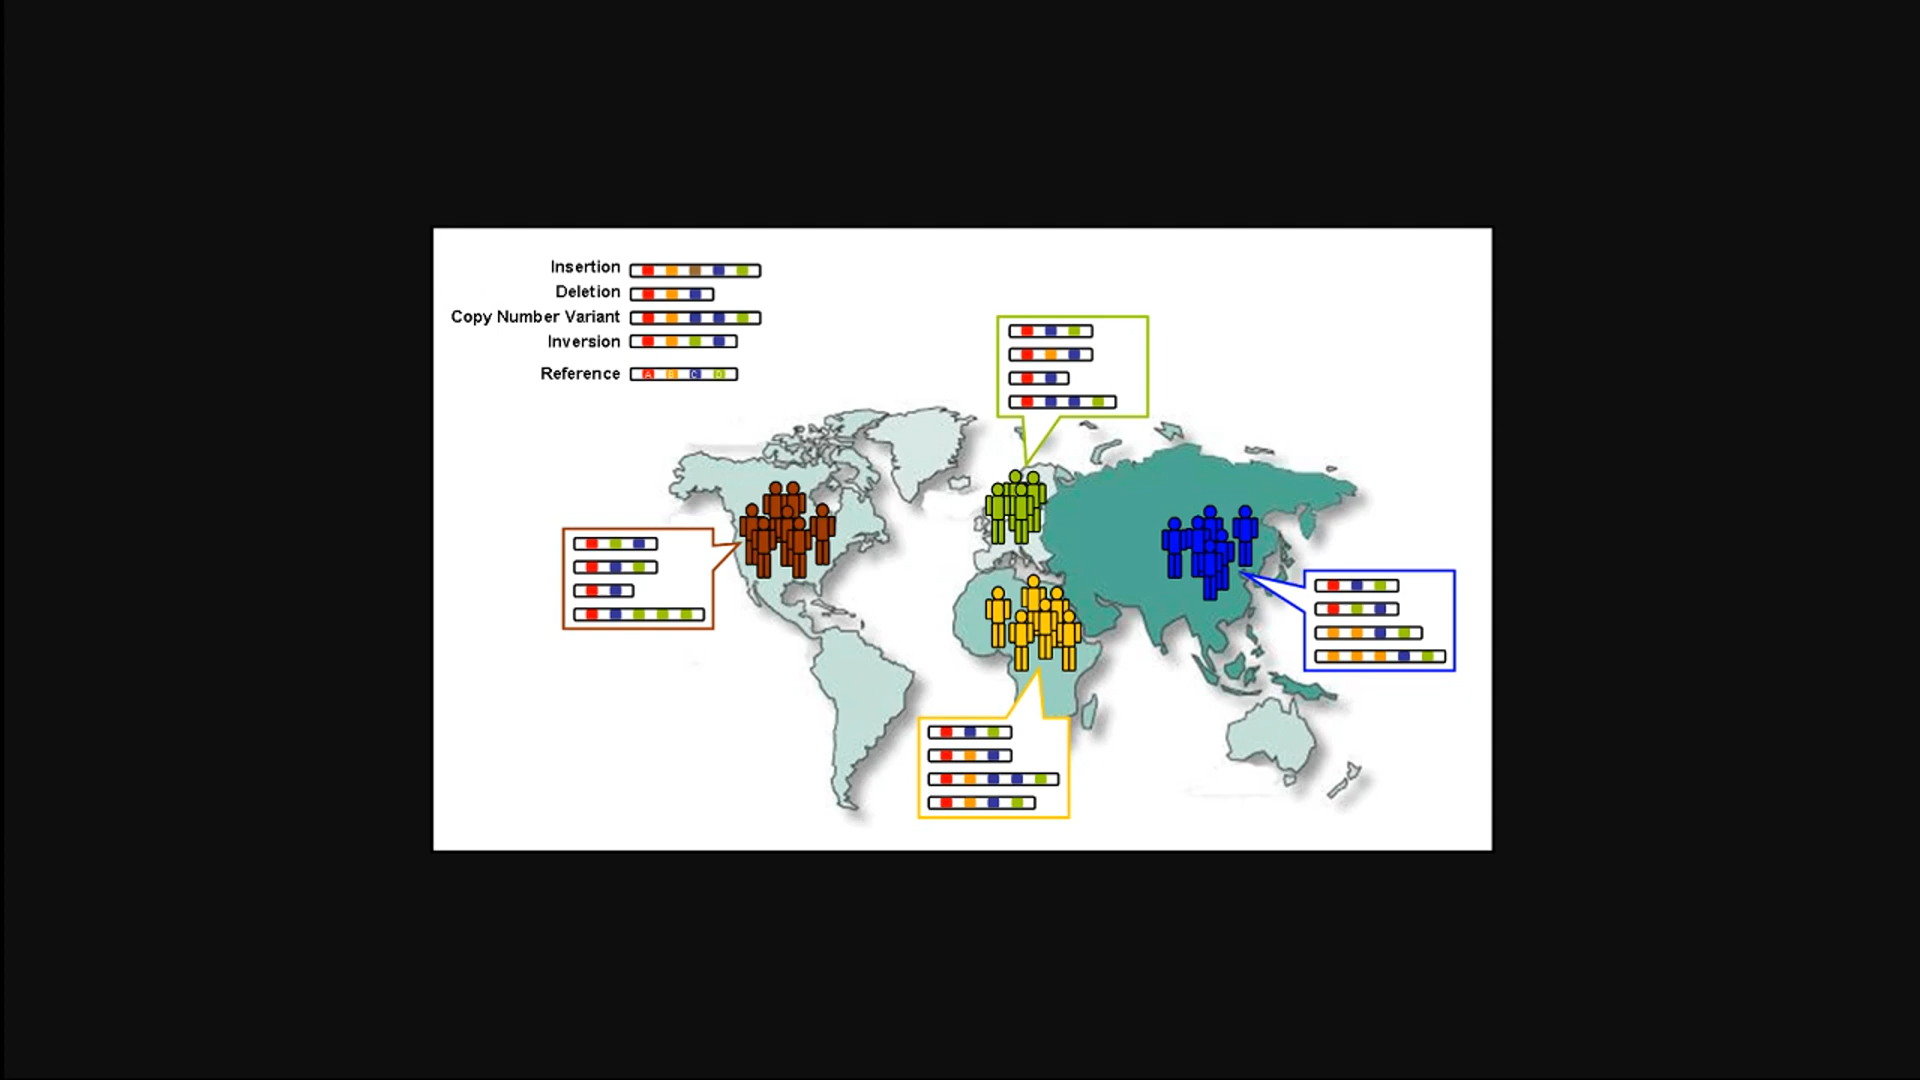 Insertion
Deletion
Copy Number Variant
Inversion
Reference A B C D